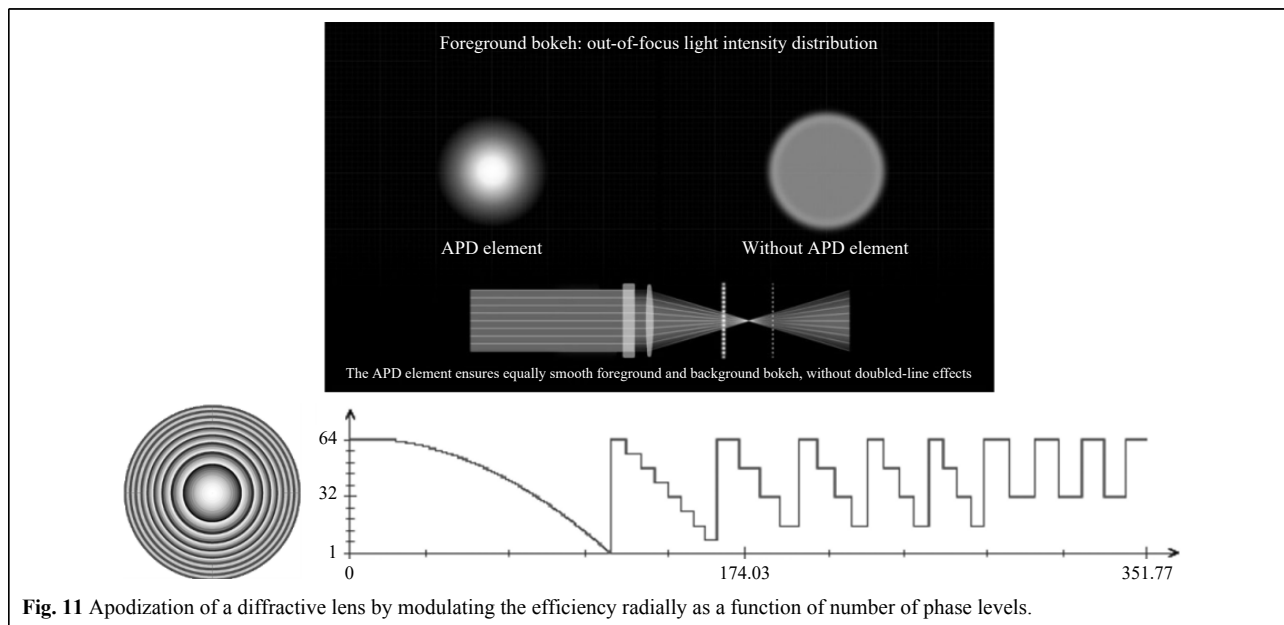 Foreground bokeh: out-of-focus light intensity distribution
APD element
Without APD element
The APD element ensures equally smooth foreground and background bokeh, without doubled-line effects
64
32
1
0
174.03
351.77
Fig. 11 Apodization of a diffractive lens by modulating the efficiency radially as a function of number of phase levels.